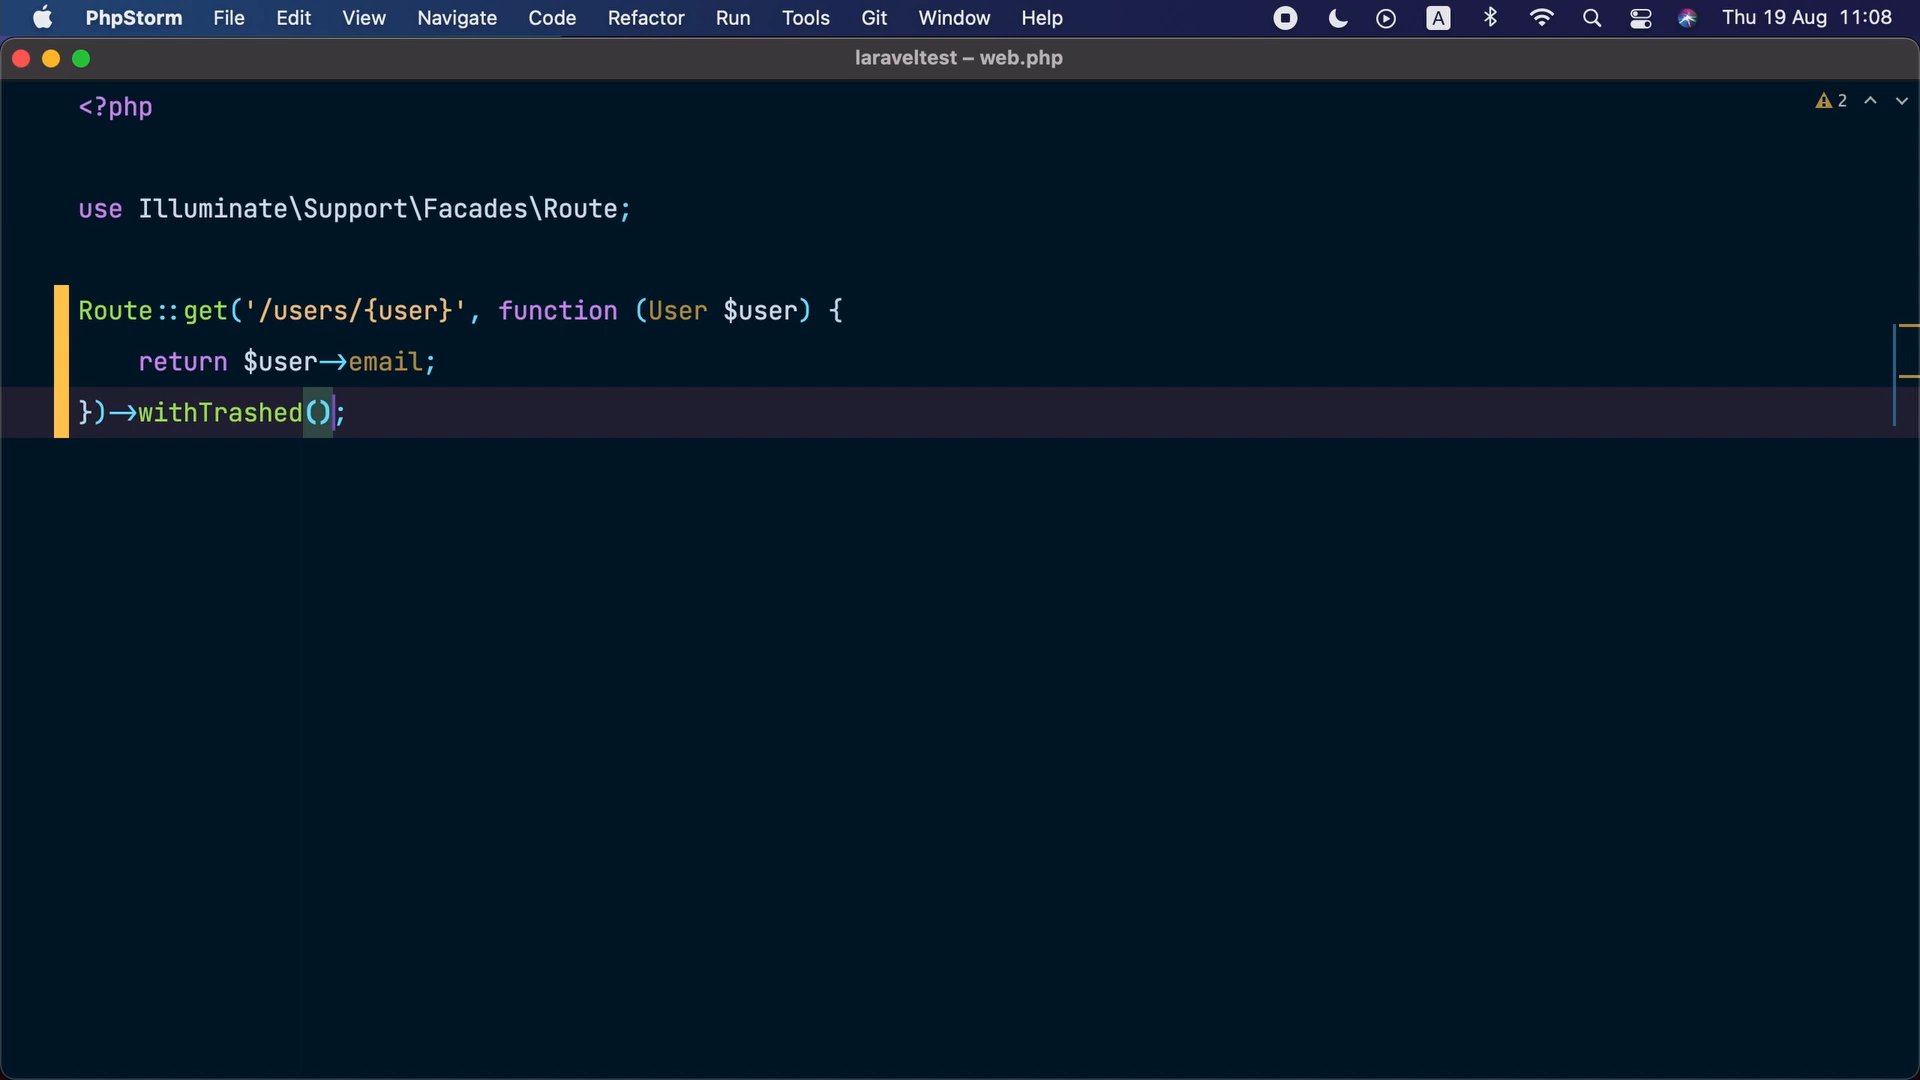 PhpStorm File Edit View Navigate Code Refactor Run Tools Git Window Help A Thu 19 Aug 11:08
laraveltest – web.php
<?php
2
use Illuminate\Support\Facades\Route;
Route::get('/users/{user}', function (User $user) {
    return $user->email;
})->withTrashed();